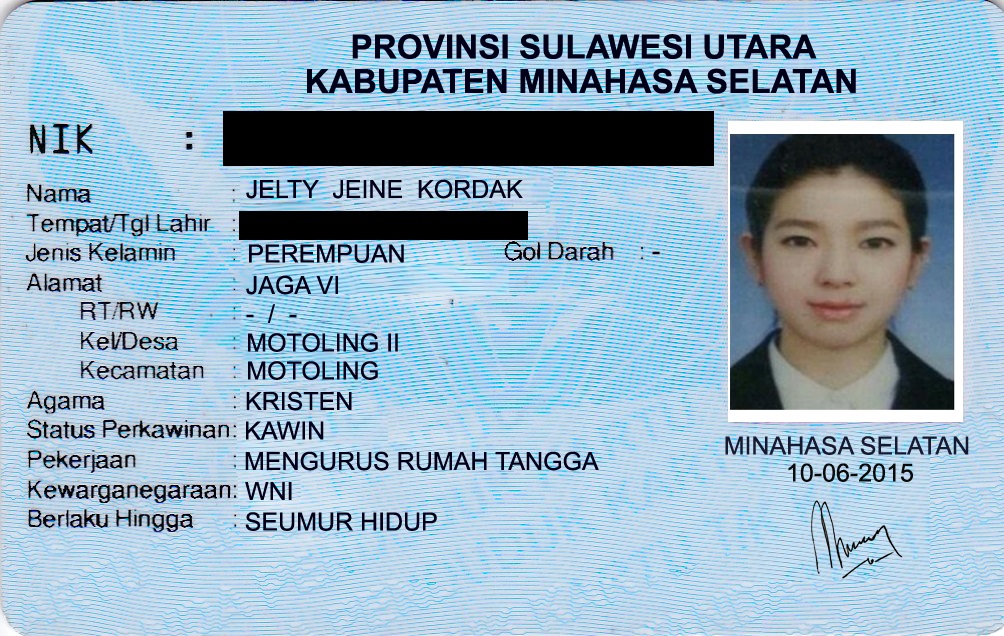 PROVINSI SULAWESI UTARA
KABUPATEN MINAHASA SELATAN
NIK :
Nama : JELTY JEINE KORDAK
Tempat/Tgl Lahir :
Jenis Kelamin : PEREMPUAN Gol Darah : -
Alamat : JAGA VI
RT/RW : - / -
Kel/Desa : MOTOLING II
Kecamatan : MOTOLING
Agama : KRISTEN
Status Perkawinan: KAWIN
Pekerjaan : MENGURUS RUMAH TANGGA
Kewarganegaraan: WNI
Berlaku Hingga : SEUMUR HIDUP
MINAHASA SELATAN
10-06-2015